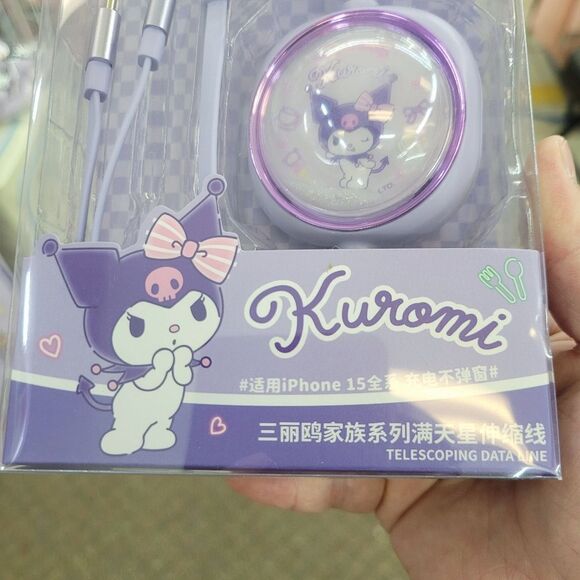 Kuromi
Kuromi
#适用iPhone 15全系 充电不弹窗#
三丽鸥家族系列满天星伸缩线
TELESCOPING DATA LINE